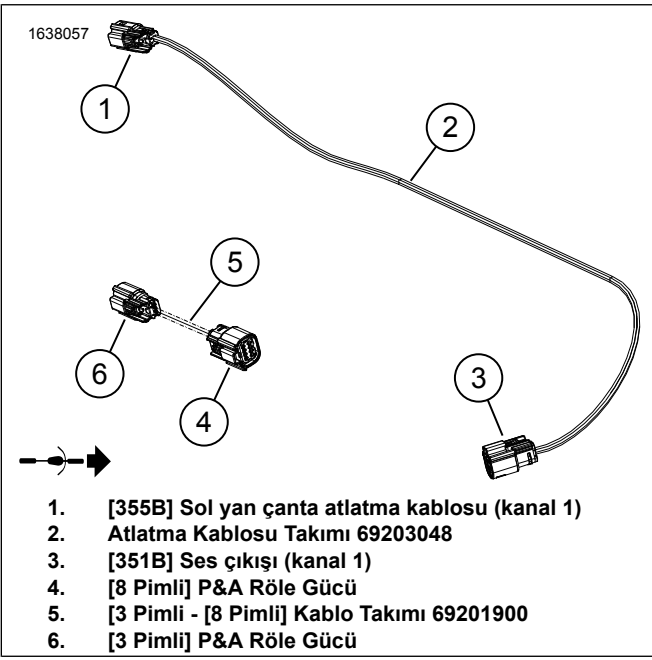 1638057
1
2
5
6
4
3
1. [355B] Sol yan çanta atlatma kablosu (kanal 1)
2. Atlatma Kablosu Takımı 69203048
3. [351B] Ses çıkışı (kanal 1)
4. [8 Pimli] P&A Röle Gücü
5. [3 Pimli - [8 Pimli] Kablo Takımı 69201900
6. [3 Pimli] P&A Röle Gücü